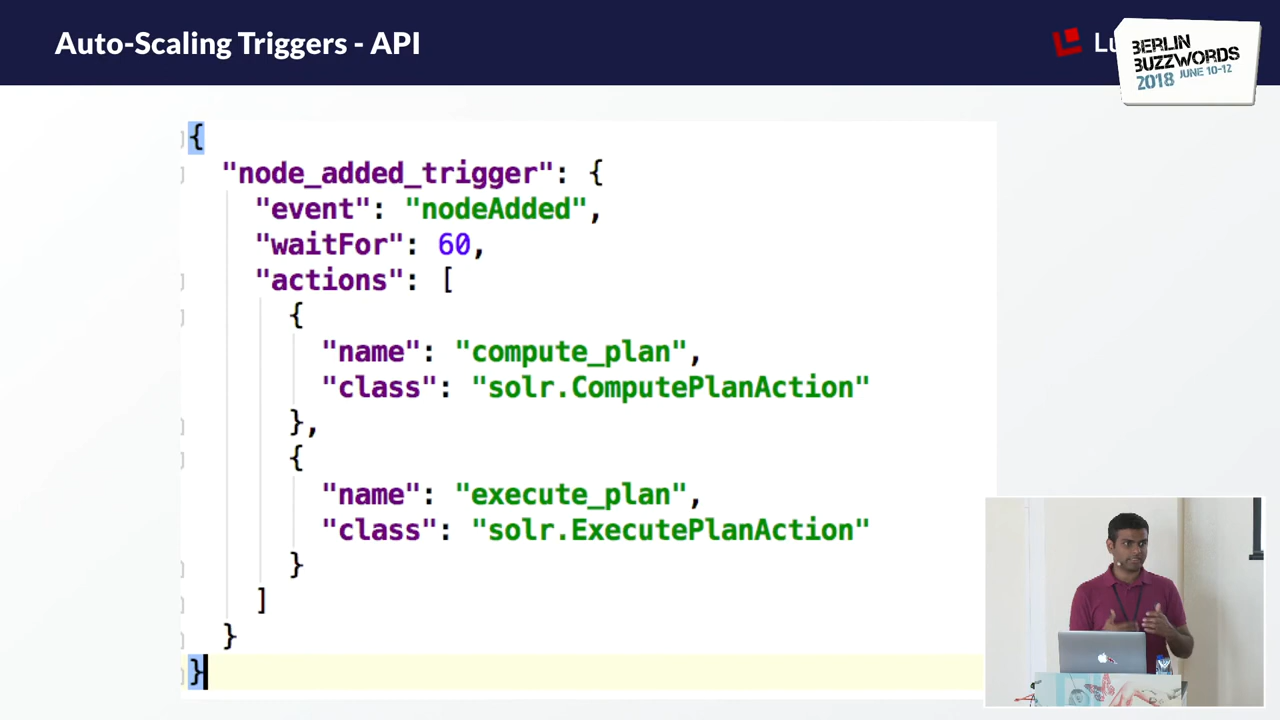 Auto-Scaling Triggers - API
Lu
BERLIN
BUZZWORDS
2018 JUNE 10-12
{
"node_added_trigger": {
"event": "nodeAdded",
"waitFor": 60,
"actions": [
{
"name": "compute_plan",
"class": "solr.ComputePlanAction"
},
{
"name": "execute_plan",
"class": "solr.ExecutePlanAction"
}
]
}
}